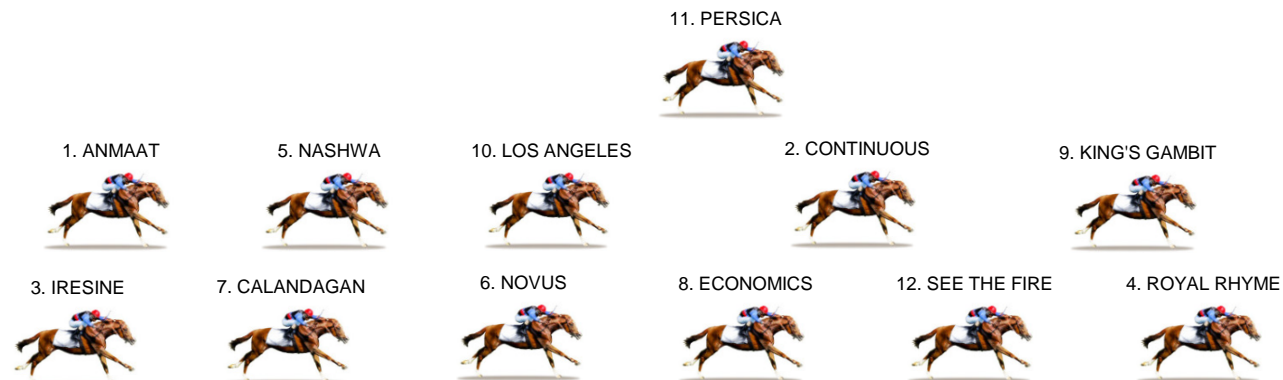 11. PERSICA
1. ANMAAT
5. NASHWA
10. LOS ANGELES
2. CONTINUOUS
9. KING'S GAMBIT
3. IRESINE
7. CALANDAGAN
6. NOVUS
8. ECONOMICS
12. SEE THE FIRE
4. ROYAL RHYME